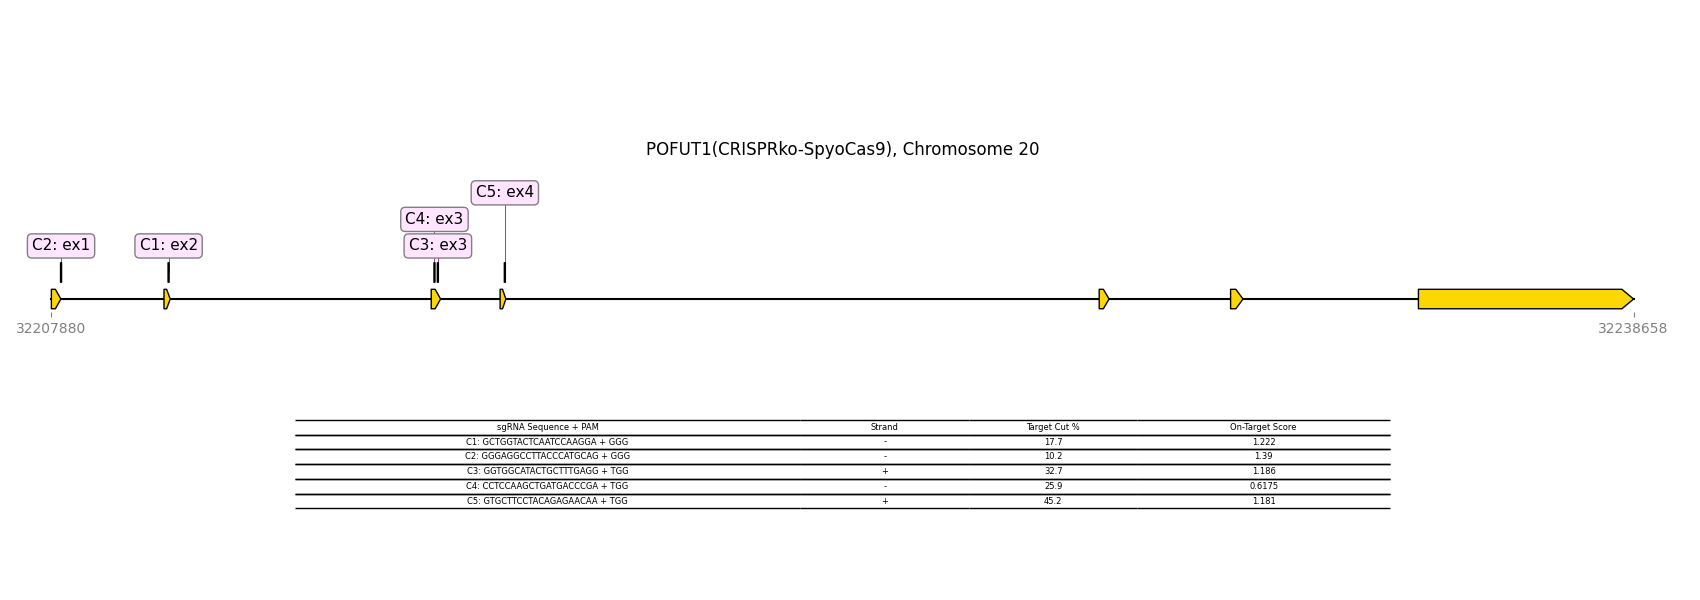 POFUT1(CRISPRko-SpyoCas9), Chromosome 20
C5: ex4
C4: ex3
C2: ex1 C1: ex2 C3: ex3
32207880 32238658
sgRNA Sequence + PAM Strand Target Cut % On-Target Score
C1: GCTGGTACTCAATCCAAGGA + GGG - 17.7 1.222
C2: GGGAGGCCTTACCCATGCAG + GGG - 10.2 1.39
C3: GGTGGCATACTGCTTTGAGG + TGG + 32.7 1.186
C4: CCTCCAAGCTGATGACCCGA + TGG - 25.9 0.6175
C5: GTGCTTCCTACAGAGAACAA + TGG + 45.2 1.181